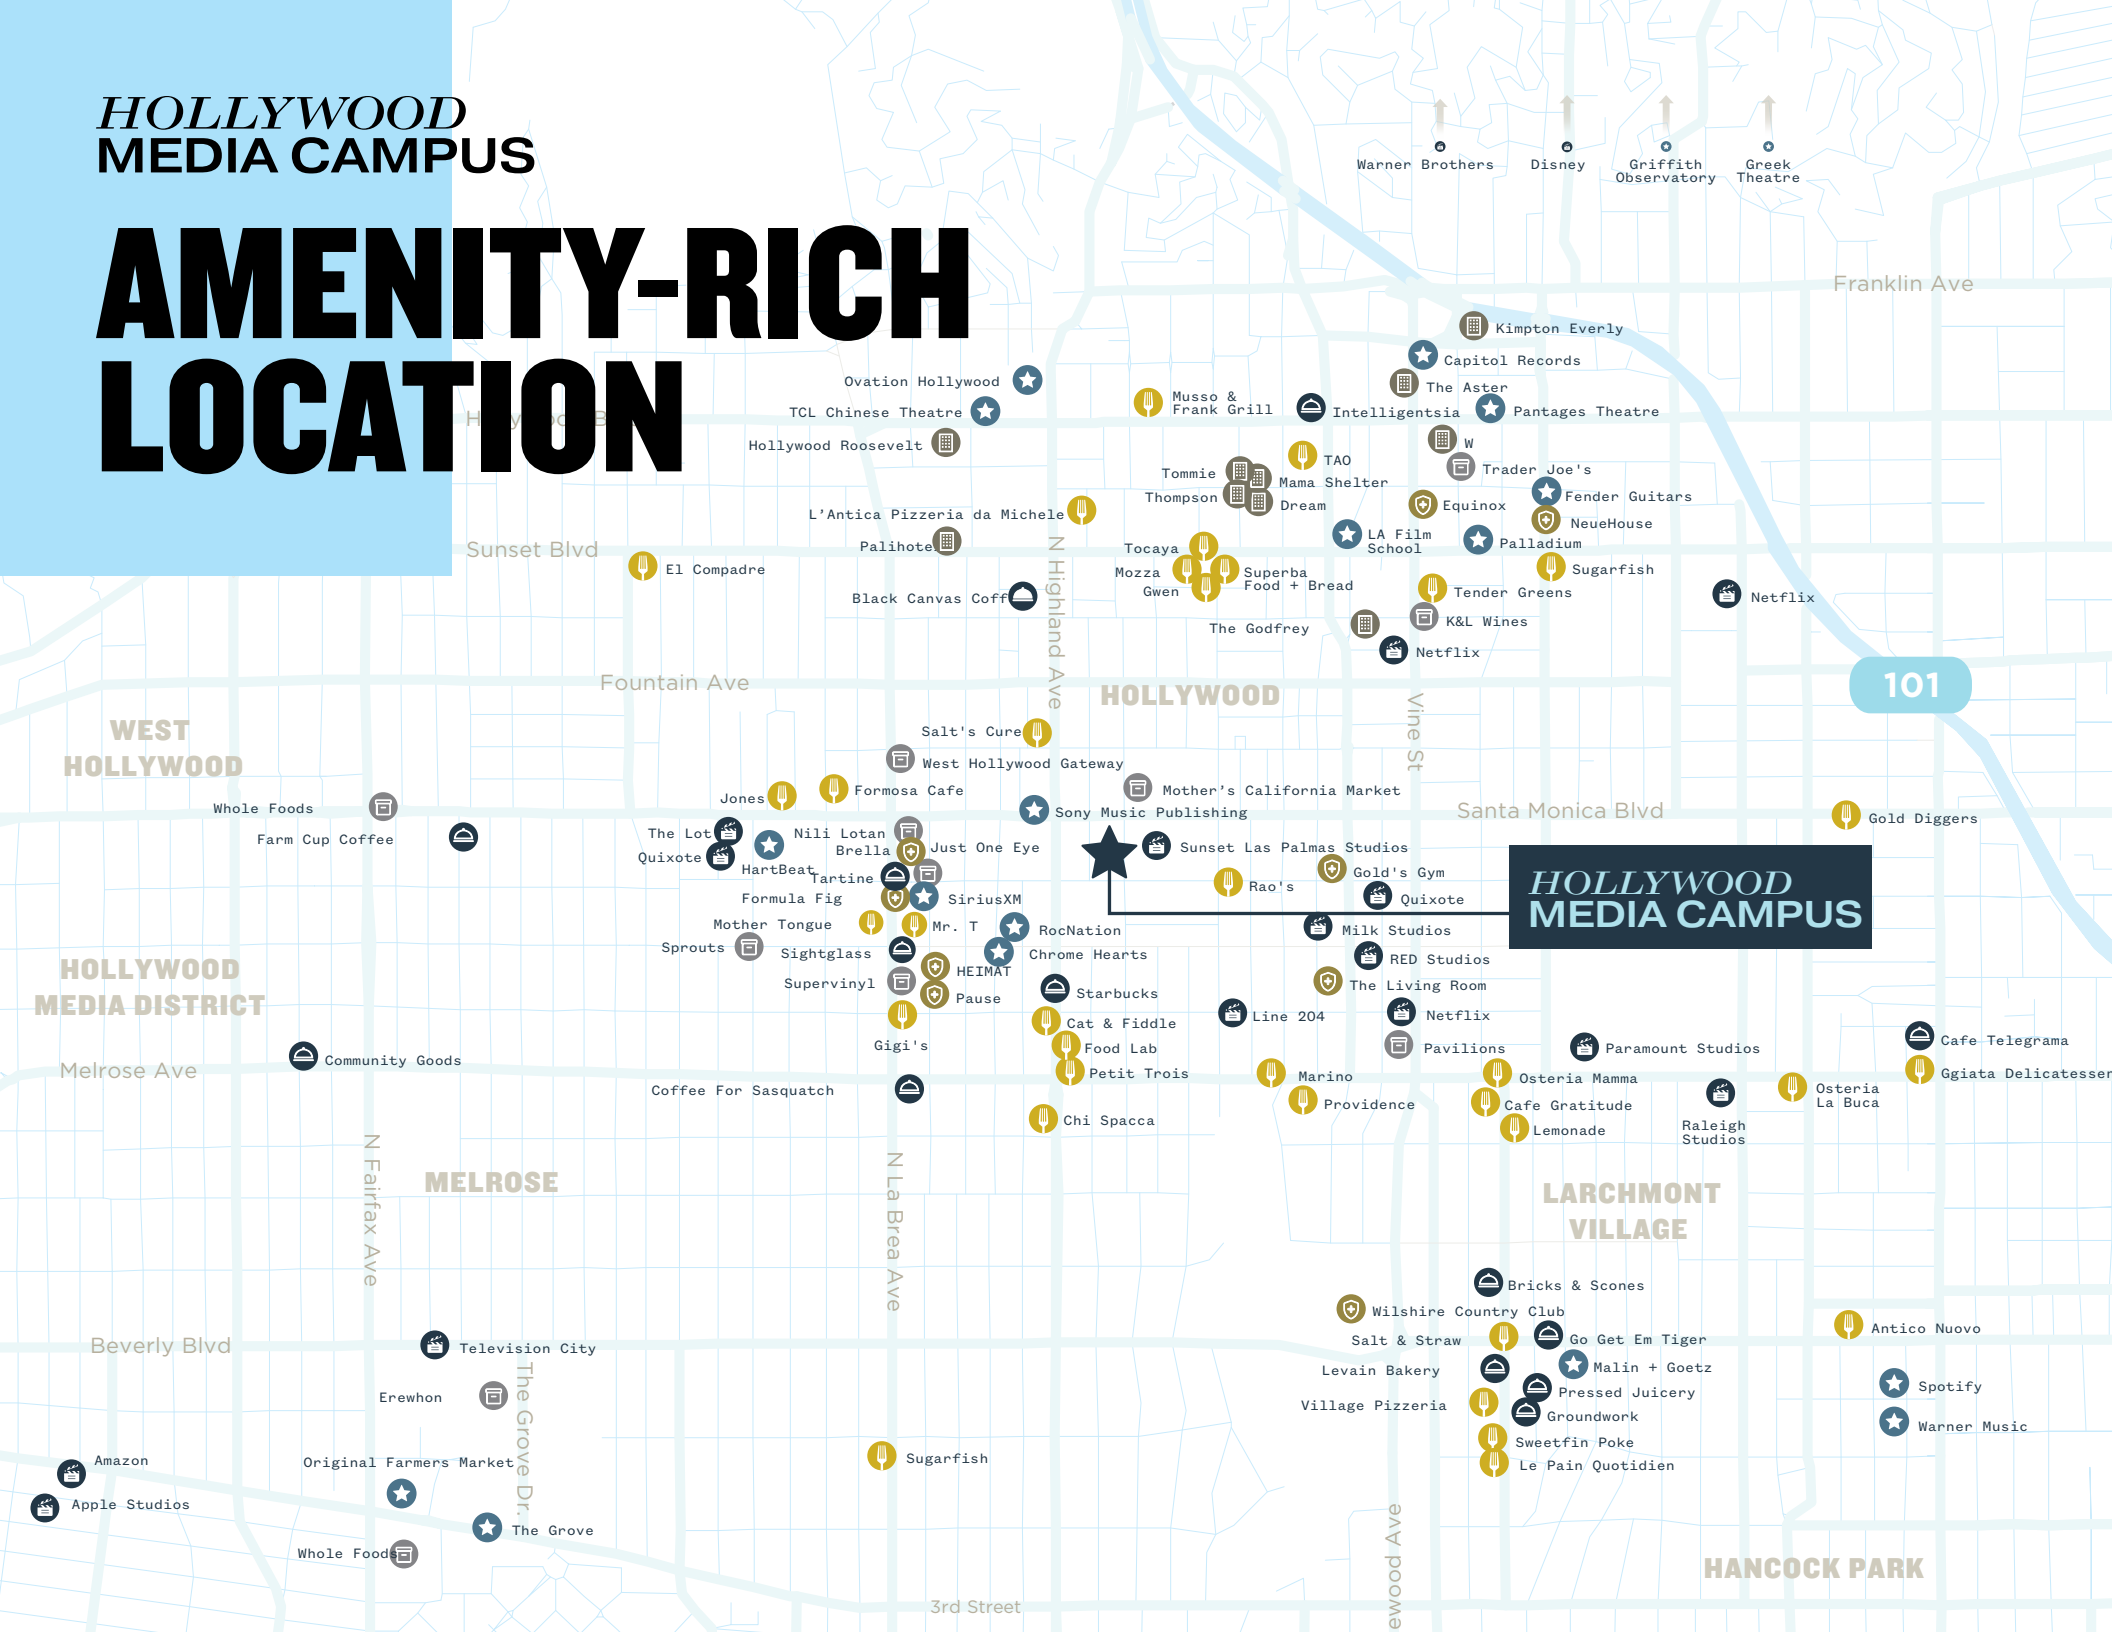 HOLLYWOOD
MEDIA CAMPUS
AMENITY-RICH
LOCATION
Warner Brothers
Disney
Griffith
Observatory
Greek
Theatre
Franklin Ave
Kimpton Everly
Capitol Records
The Aster
Ovation Hollywood
TCL Chinese Theatre
Hollywood Roosevelt
Musso &
Frank Grill
Intelligentsia
Pantages Theatre
W
TAO
Trader Joe's
Tommie
Mama Shelter
Thompson
Dream
Equinox
Fender Guitars
NeueHouse
L'Antica Pizzeria da Michele
LA Film
School
Palladium
Palihote
Sunset Blvd
El Compadre
Tocaya
Mozza
Gwen
Superba
Food + Bread
Sugarfish
Tender Greens
Black Canvas Coff
N Highland Ave
K&L Wines
The Godfrey
Netflix
Netflix
Fountain Ave
HOLLYWOOD
101
Vine St
WEST
HOLLYWOOD
Salt's Cure
West Hollywood Gateway
Mother's California Market
Jones
Formosa Cafe
Whole Foods
Farm Cup Coffee
Sony Music Publishing
Santa Monica Blvd
Gold Diggers
The Lot
Nili Lotan
Quixote
Brella
Just One Eye
HartBeat
Tartine
Sunset Las Palmas Studios
Gold's Gym
Rao's
Quixote
HOLLYWOOD
MEDIA CAMPUS
Formula Fig
SiriusXM
Mother Tongue
Mr. T
RocNation
Milk Studios
Sprouts
Sightglass
Chrome Hearts
RED Studios
HOLLYWOOD
MEDIA DISTRICT
HEIMAT
Supervinyl
Pause
Starbucks
The Living Room
Line 204
Netflix
Cat & Fiddle
Gigi's
Food Lab
Pavilions
Paramount Studios
Cafe Telegrama
Melrose Ave
Community Goods
Petit Trois
Marino
Osteria Mamma
Ggiata Delicatesser
Coffee For Sasquatch
Providence
Cafe Gratitude
Osteria
La Buca
Chi Spacca
Lemonade
Raleigh
Studios
N Fairfax Ave
MELROSE
N La Brea Ave
LARCHMONT
VILLAGE
Bricks & Scones
Wilshire Country Club
Salt & Straw
Go Get Em Tiger
Antico Nuovo
Beverly Blvd
Television City
Levain Bakery
Malin + Goetz
The Grove Dr.
Erewhon
Village Pizzeria
Pressed Juicery
Spotify
Groundwork
Warner Music
Sweetfin Poke
Amazon
Original Farmers Market
Sugarfish
Le Pain Quotidien
Apple Studios
The Grove
Whole Foods
ewood Ave
HANCOCK PARK
3rd Street